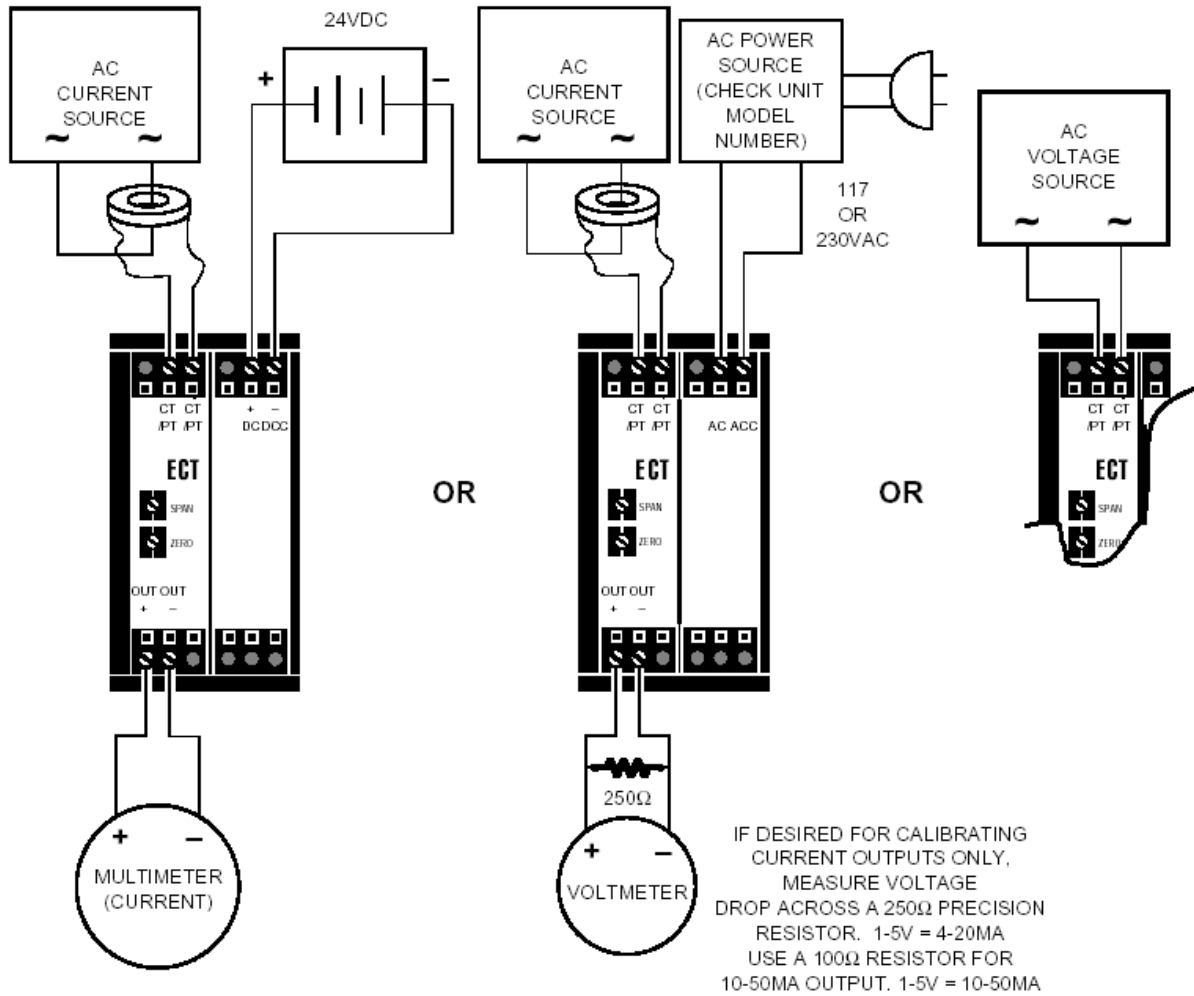 24VDC
AC
CURRENT
SOURCE
~ ~
+ −
AC
CURRENT
SOURCE
~ ~
AC POWER
SOURCE
(CHECK UNIT
MODEL
NUMBER)
117
OR
230VAC
AC
VOLTAGE
SOURCE
~ ~
CT CT
/PT /PT
+ −
DC DCC
ECT
SPAN
ZERO
OUT OUT
+ −
OR
CT CT
/PT /PT
AC ACC
ECT
SPAN
ZERO
OUT OUT
+ −
OR
CT CT
/PT /PT
ECT
SPAN
ZERO
+ −
MULTIMETER
(CURRENT)
250Ω
+ −
VOLTMETER
IF DESIRED FOR CALIBRATING
CURRENT OUTPUTS ONLY,
MEASURE VOLTAGE
DROP ACROSS A 250Ω PRECISION
RESISTOR. 1-5V = 4-20MA
USE A 100Ω RESISTOR FOR
10-50MA OUTPUT. 1-5V = 10-50MA